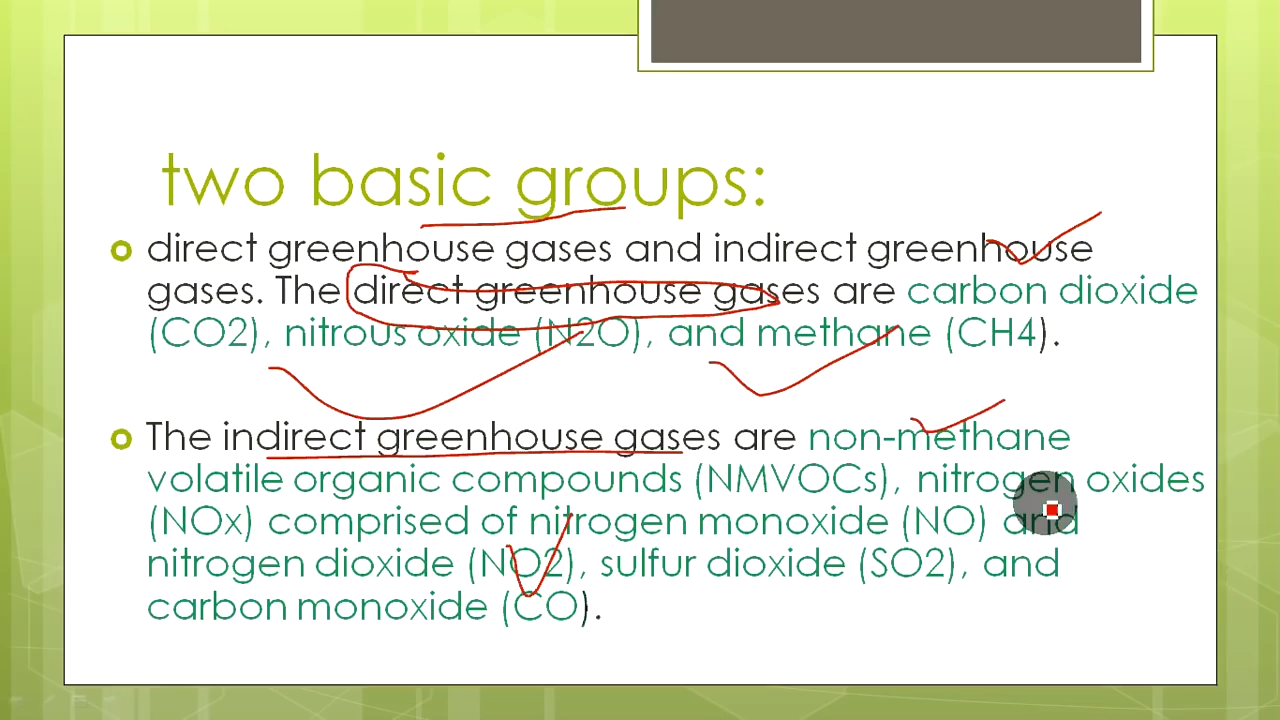 two basic groups:
direct greenhouse gases and indirect greenhouse
gases. The direct greenhouse gases are carbon dioxide
(CO2), nitrous oxide (N2O), and methane (CH4).
The indirect greenhouse gases are non-methane
volatile organic compounds (NMVOCs), nitrogen oxides
(NOx) comprised of nitrogen monoxide (NO) and
nitrogen dioxide (NO2), sulfur dioxide (SO2), and
carbon monoxide (CO).